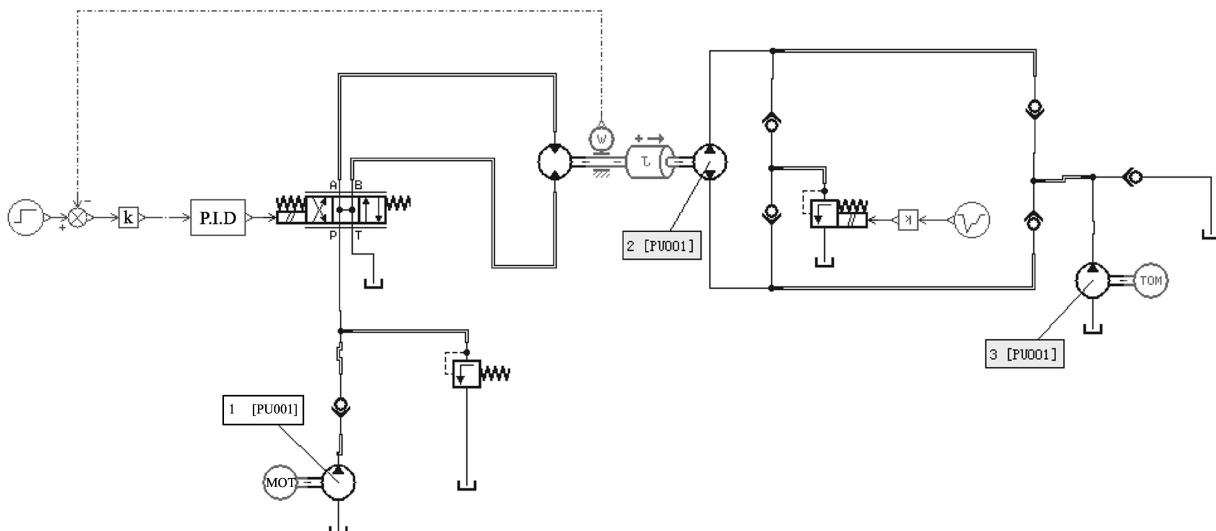 W
+
τ
A B
-
+
k
P.I.D
P T
2 [PU001]
k
TOM
3 [PU001]
1 [PU001]
MOT